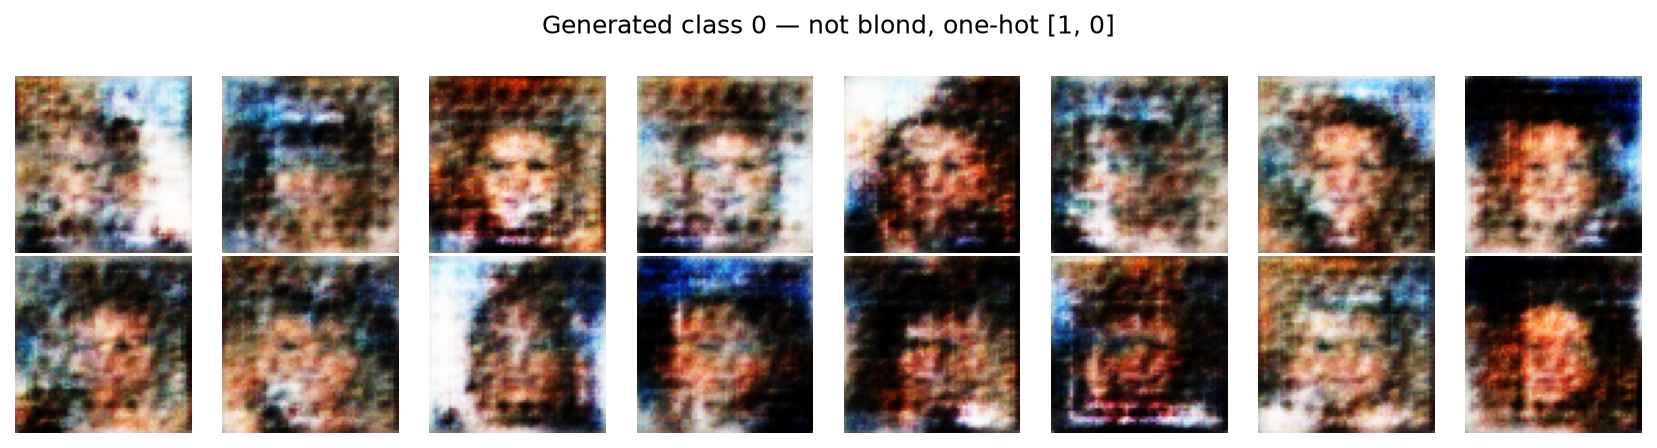 Generated class 0 — not blond, one-hot [1, 0]